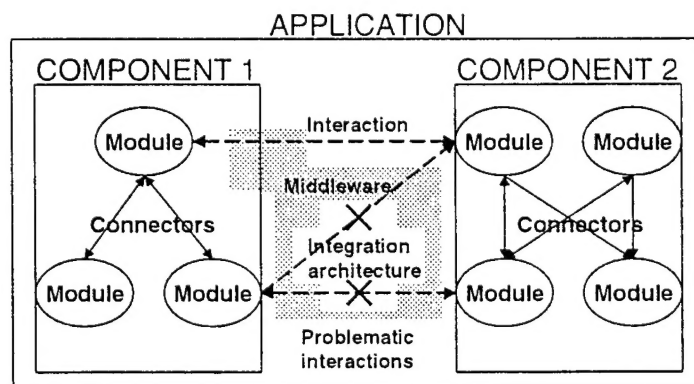 APPLICATION
COMPONENT 1
COMPONENT 2
Interaction
Module
Module
Module
Middleware
Connectors
Connectors
Integration
architecture
Module
Module
Module
Module
Problematic
interactions